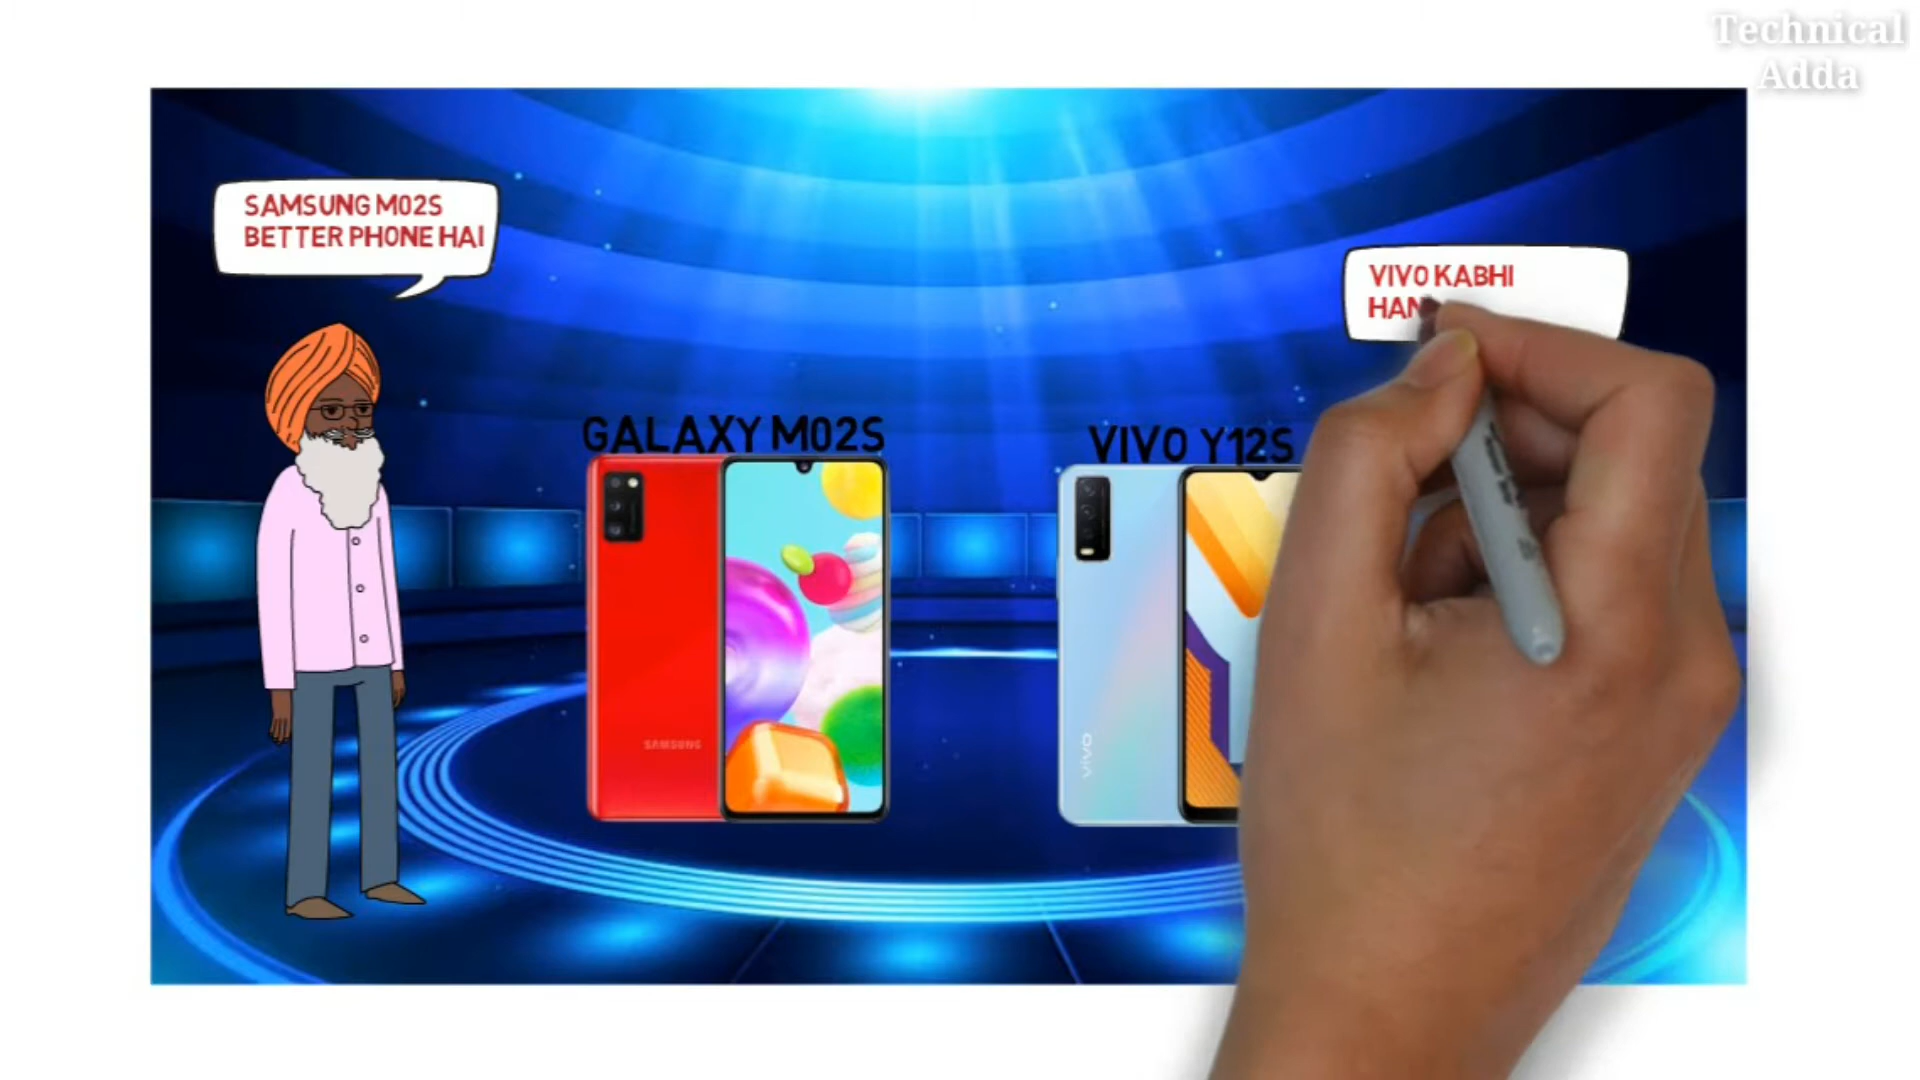 Technical
Adda
SAMSUNG M02S
BETTER PHONE HAI
VIVO KABHI
HAN
GALAXY M02S
VIVO Y12S
SAMSUNG
vivo